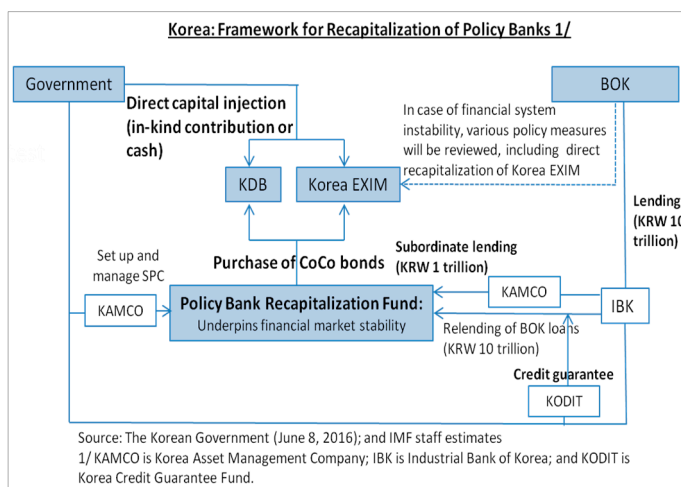 Korea: Framework for Recapitalization of Policy Banks 1/
Government
BOK
Direct capital injection
(in-kind contribution or
cash)
In case of financial system
instability, various policy measures
will be reviewed, including direct
recapitalization of Korea EXIM
KDB
Korea EXIM
Lending
(KRW 10
trillion)
Set up and
manage SPC
Purchase of CoCo bonds
Subordinate lending
(KRW 1 trillion)
KAMCO
KAMCO
Policy Bank Recapitalization Fund:
Underpins financial market stability
IBK
Relending of BOK loans
(KRW 10 trillion)
Credit guarantee
KODIT
Source: The Korean Government (June 8, 2016); and IMF staff estimates
1/ KAMCO is Korea Asset Management Company; IBK is Industrial Bank of Korea; and KODIT is
Korea Credit Guarantee Fund.